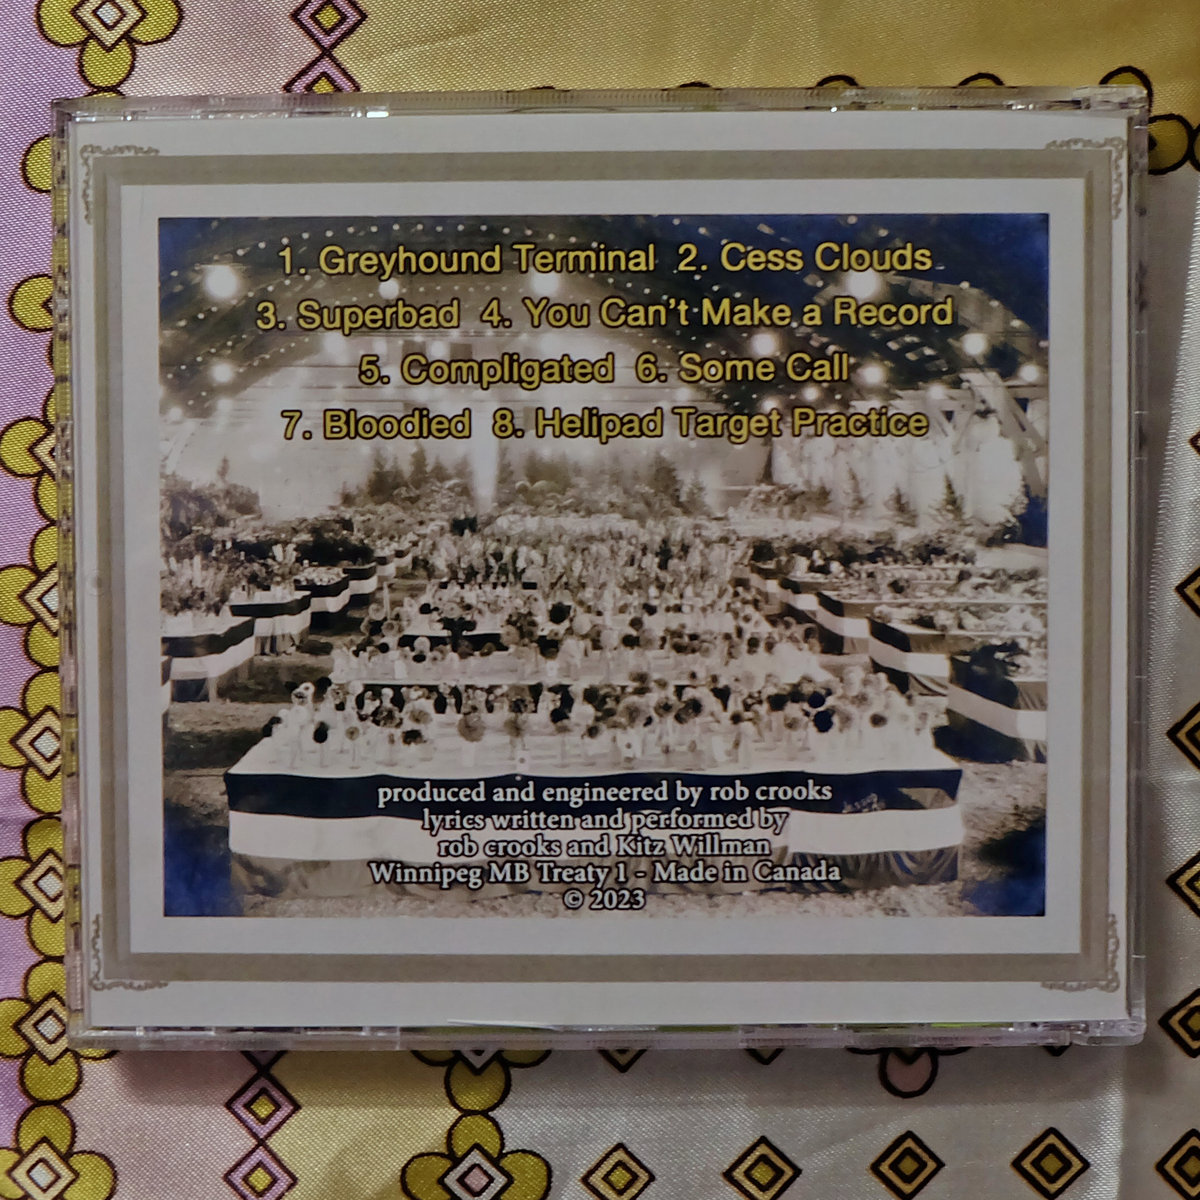 1. Greyhound Terminal 2. Cess Clouds
3. Superbad 4. You Can't Make a Record
5. Compligated 6. Some Call
7. Bloodied 8. Helipad Target Practice
produced and engineered by rob crooks
lyrics written and performed by
rob crooks and Kitz Willman
Winnipeg MB Treaty 1 - Made in Canada
© 2023